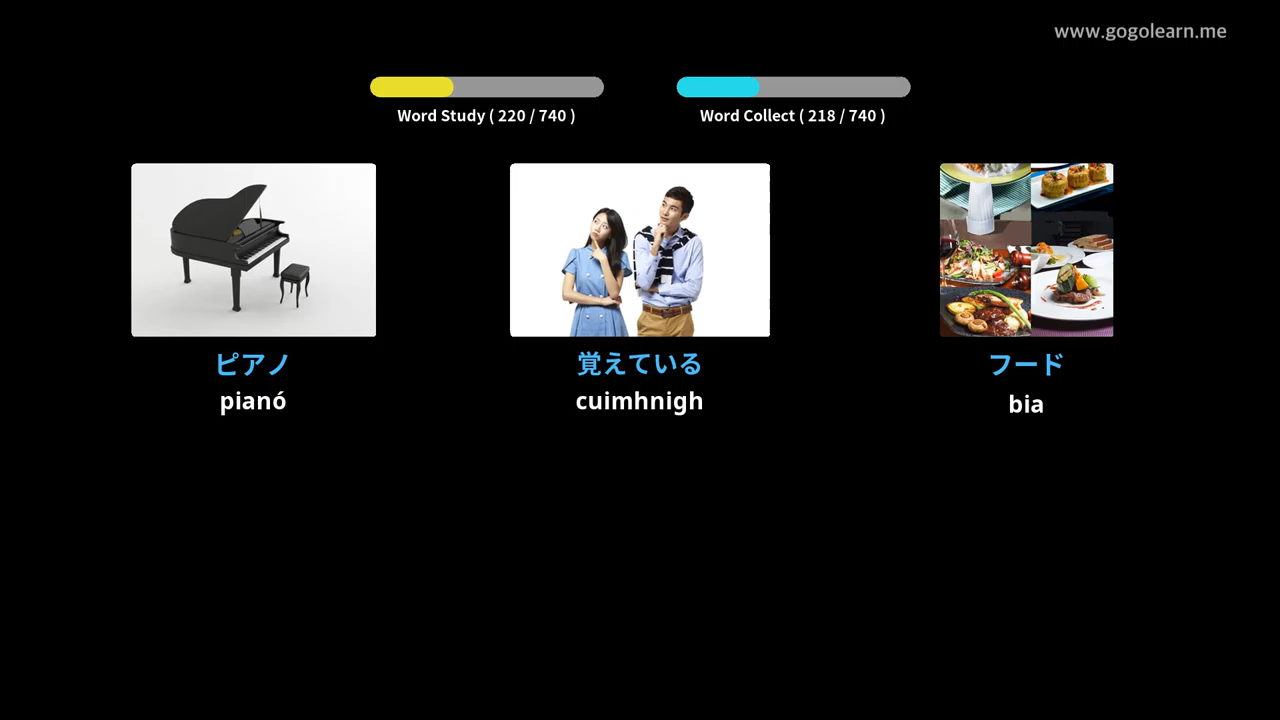 www.gogolearn.me
Word Study ( 220 / 740 )
Word Collect ( 218 / 740 )
ピアノ
pianó
覚えている
cuimhnigh
フード
bia